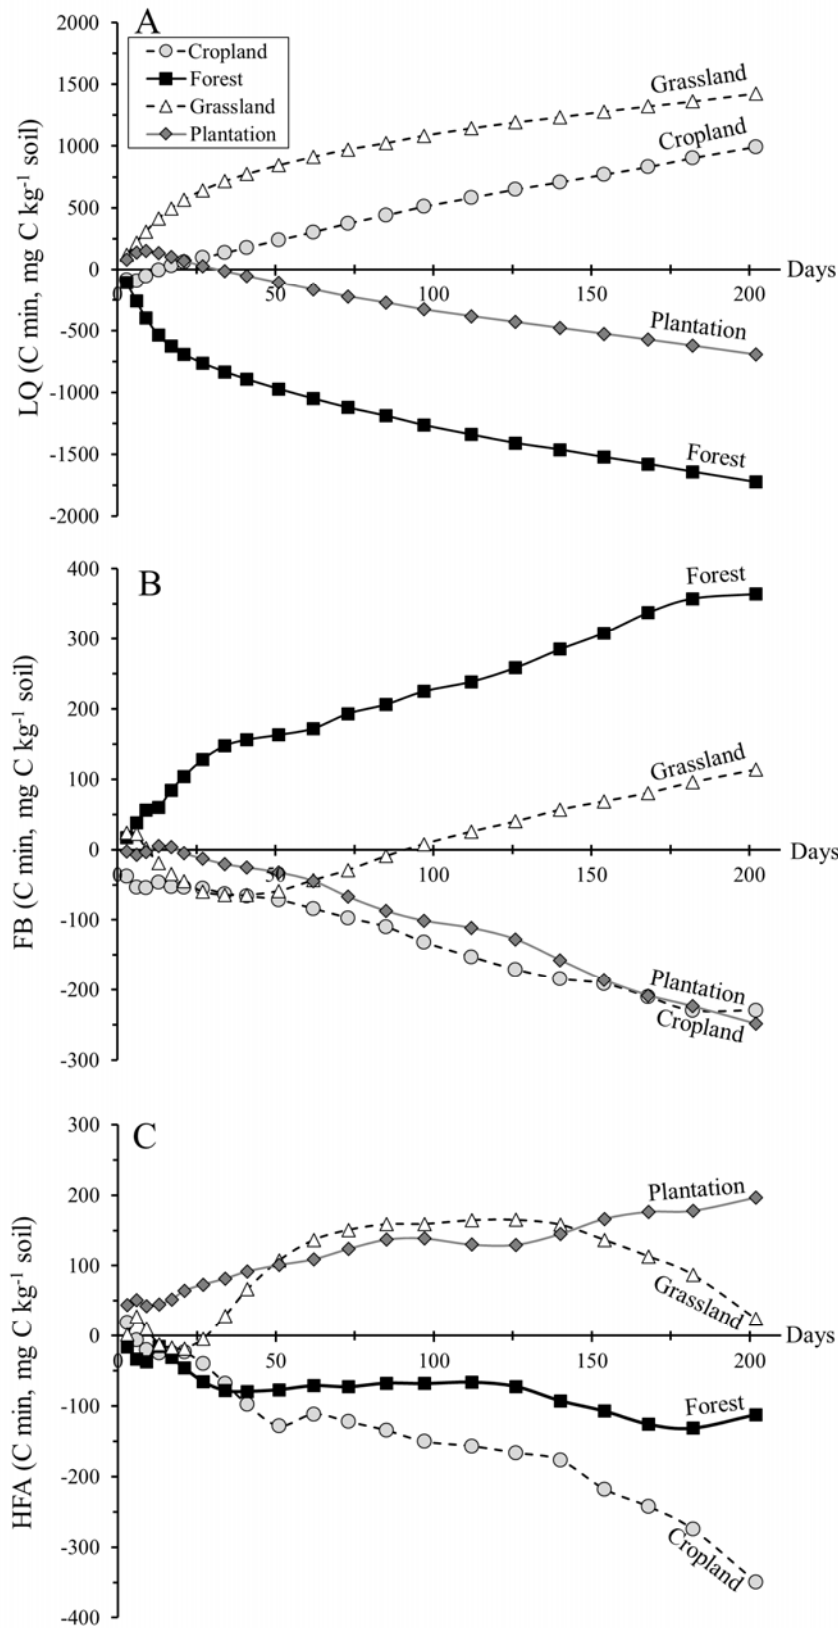 A
2000
Cropland
Forest
Grassland
Plantation
1500
1000
500
0
-500
-1000
-1500
-2000
LQ (C min, mg C kg-1 soil)
0 50 100 150 200
Days
Grassland
Cropland
Plantation
Forest
B
400
300
200
100
0
-100
-200
-300
FB (C min, mg C kg-1 soil)
0 50 100 150 200
Days
Forest
Grassland
Plantation
Cropland
C
300
200
100
0
-100
-200
-300
-400
HFA (C min, mg C kg-1 soil)
0 50 100 150 200
Days
Plantation
Grassland
Forest
Cropland